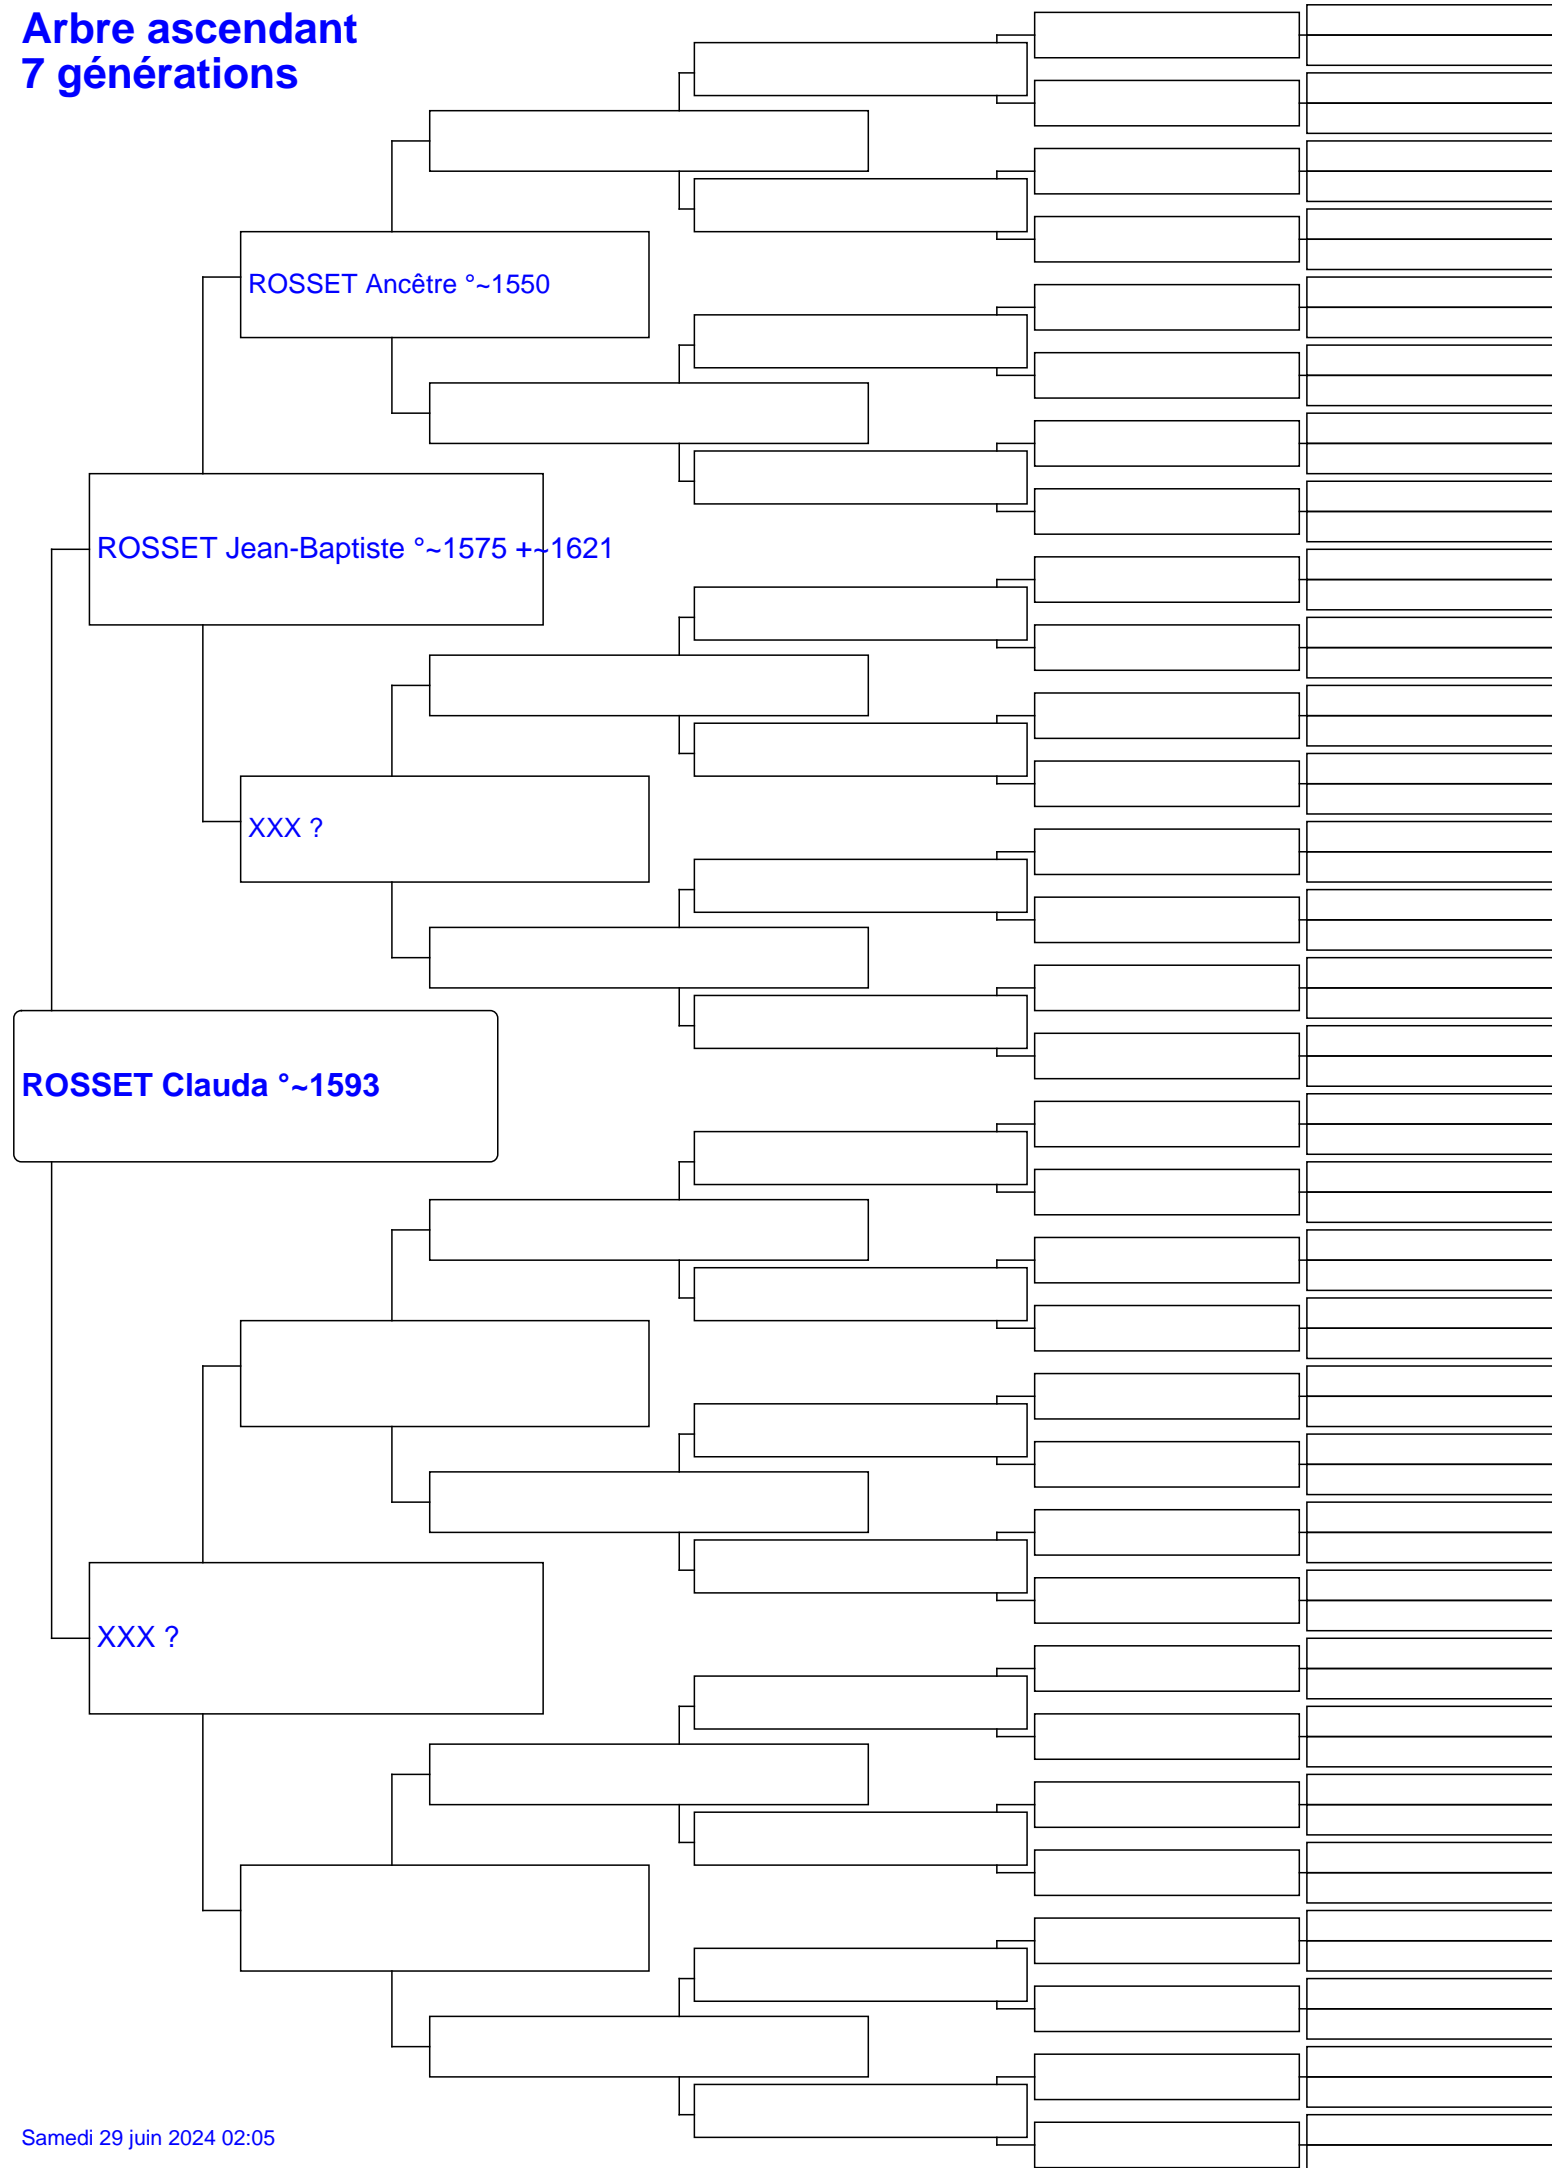 Arbre ascendant
7 générations
ROSSET Ancêtre °~1550
ROSSET Jean-Baptiste °~1575 +~1621
XXX ?
ROSSET Clauda °~1593
XXX ?
Samedi 29 juin 2024 02:05